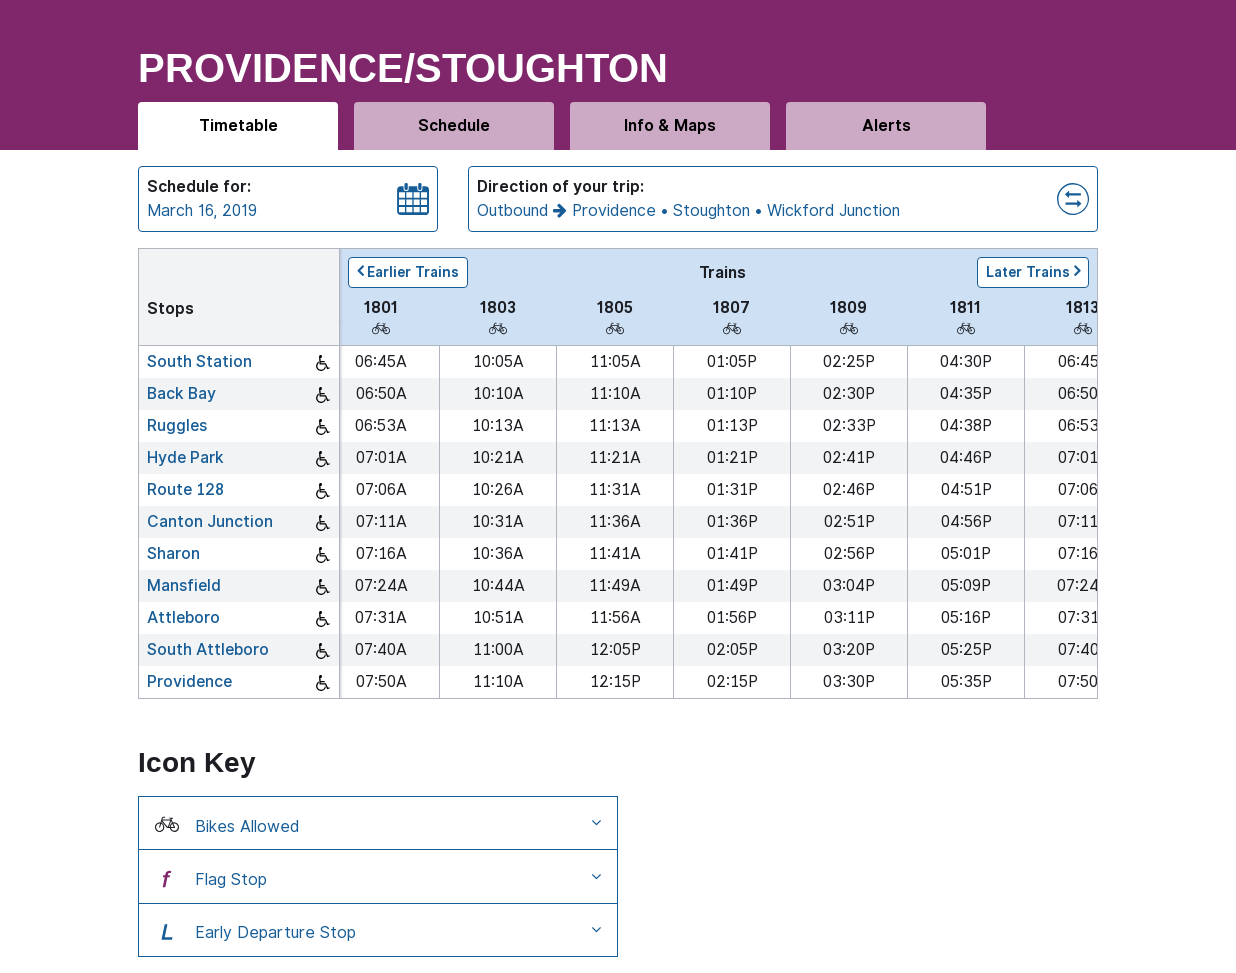 PROVIDENCE/STOUGHTON
Timetable Schedule Info & Maps Alerts
Schedule for:
March 16, 2019
Direction of your trip:
Outbound Providence • Stoughton • Wickford Junction
Earlier Trains Trains Later Trains
Stops 1801 1803 1805 1807 1809 1811 1813
South Station 06:45A 10:05A 11:05A 01:05P 02:25P 04:30P 06:45
Back Bay 06:50A 10:10A 11:10A 01:10P 02:30P 04:35P 06:50
Ruggles 06:53A 10:13A 11:13A 01:13P 02:33P 04:38P 06:53
Hyde Park 07:01A 10:21A 11:21A 01:21P 02:41P 04:46P 07:01
Route 128 07:06A 10:26A 11:31A 01:31P 02:46P 04:51P 07:06
Canton Junction 07:11A 10:31A 11:36A 01:36P 02:51P 04:56P 07:11
Sharon 07:16A 10:36A 11:41A 01:41P 02:56P 05:01P 07:16
Mansfield 07:24A 10:44A 11:49A 01:49P 03:04P 05:09P 07:24
Attleboro 07:31A 10:51A 11:56A 01:56P 03:11P 05:16P 07:31
South Attleboro 07:40A 11:00A 12:05P 02:05P 03:20P 05:25P 07:40
Providence 07:50A 11:10A 12:15P 02:15P 03:30P 05:35P 07:50
Icon Key
Bikes Allowed
f Flag Stop
L Early Departure Stop